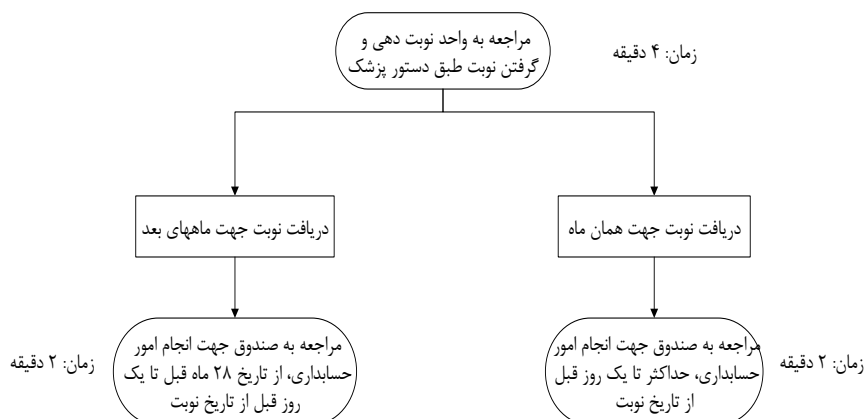 مراجعه به واحد نوبت دهی و
گرفتن نوبت طبق دستور پزشک
زمان: ۴ دقیقه
دریافت نوبت جهت همان ماه
دریافت نوبت جهت ماههای بعد
مراجعه به صندوق جهت انجام امور
حسابداری، حداکثر تا یک روز قبل
از تاریخ نوبت
زمان: ۲ دقیقه
مراجعه به صندوق جهت انجام امور
حسابداری، از تاریخ ۲۸ ماه قبل تا یک
روز قبل از تاریخ نوبت
زمان: ۲ دقیقه